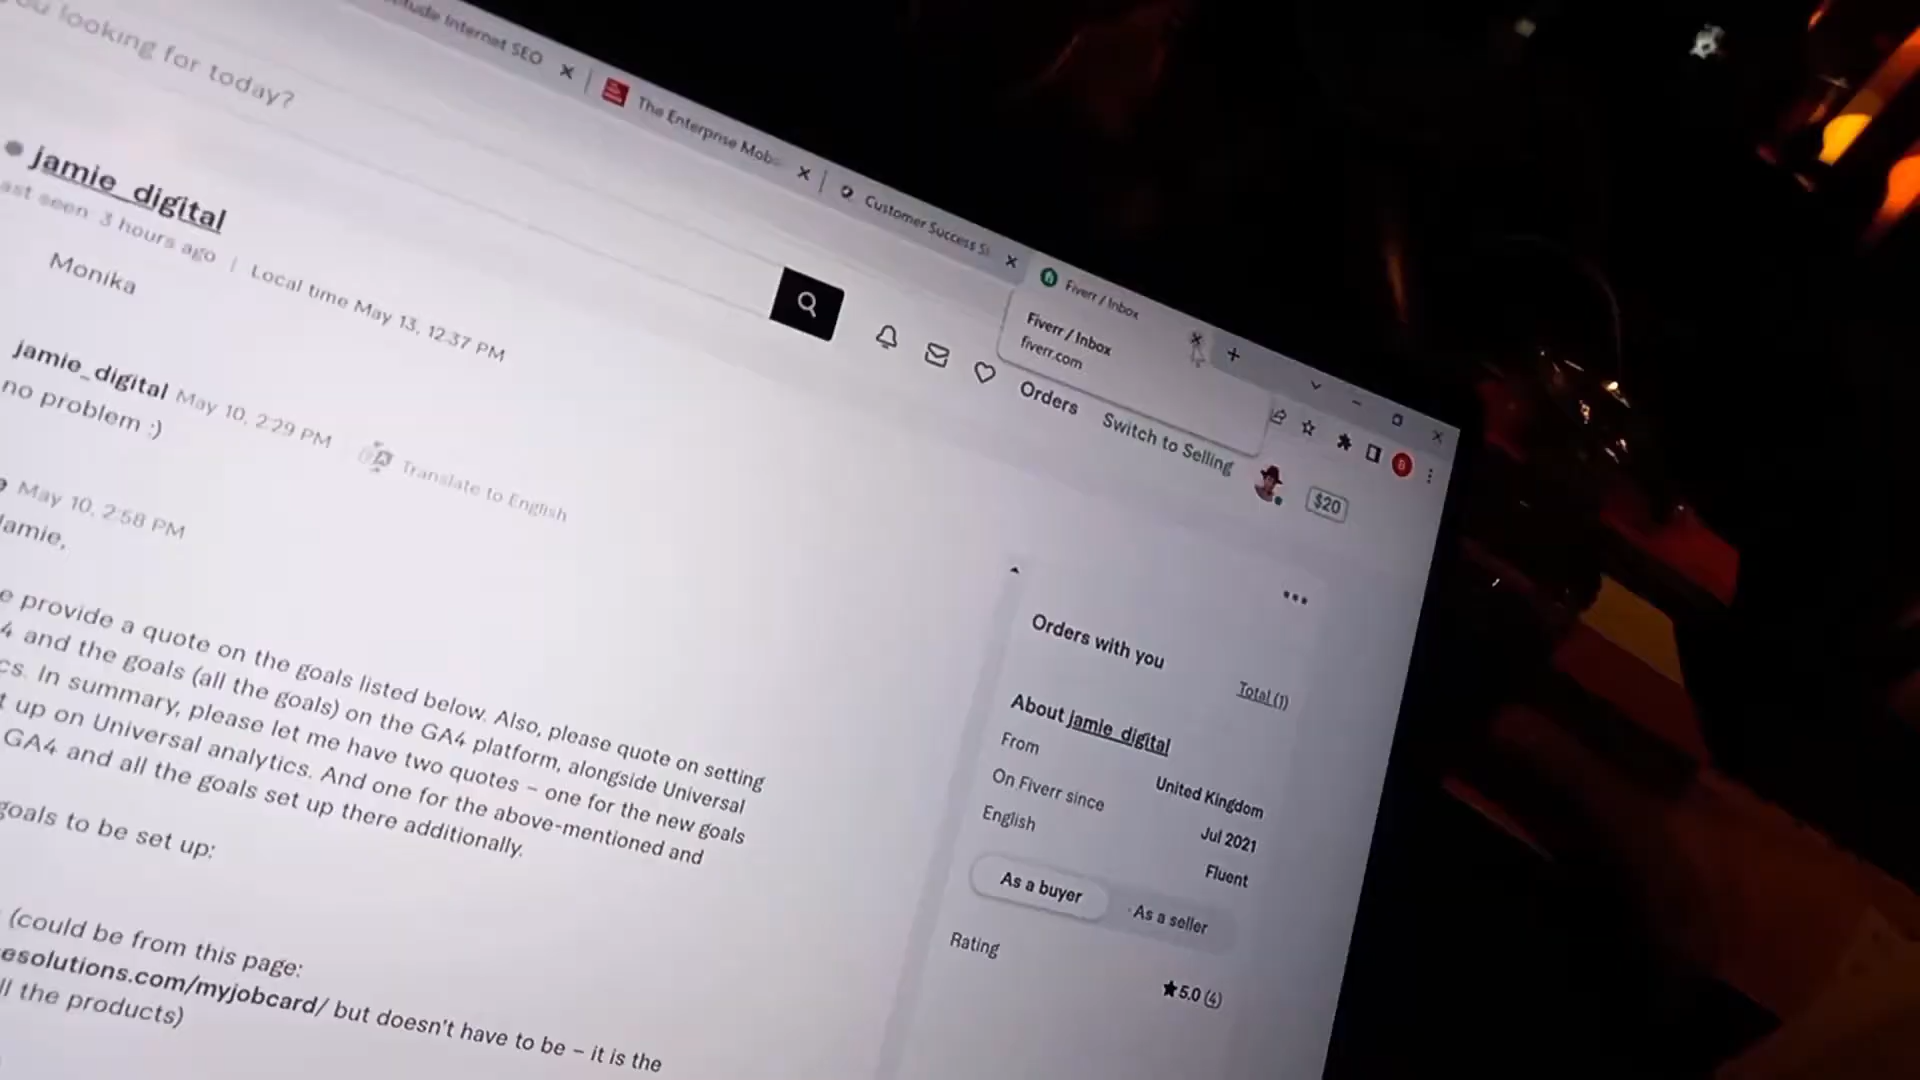 Internet SEO
The Enterprise Mob
Customer Success S
Fiverr / Inbox
Fiverr / Inbox
fiverr.com
looking for today?
Orders
Switch to Selling
$20
jamie_digital
ast seen 3 hours ago | Local time May 13, 12:37 PM
Monika
jamie_digital May 10, 2:29 PM
Translate to English
no problem :)
May 10, 2:58 PM
Jamie,
e provide a quote on the goals listed below. Also, please quote on setting
4 and the goals (all the goals) on the GA4 platform, alongside Universal
cs. In summary, please let me have two quotes – one for the new goals
t up on Universal analytics. And one for the above-mentioned and
GA4 and all the goals set up there additionally.
goals to be set up:
(could be from this page:
esolutions.com/myjobcard/ but doesn't have to be – it is the
ll the products)
Orders with you
Total (1)
About jamie_digital
From
United Kingdom
On Fiverr since
Jul 2021
English
Fluent
As a buyer
As a seller
Rating
★5.0 (4)
B